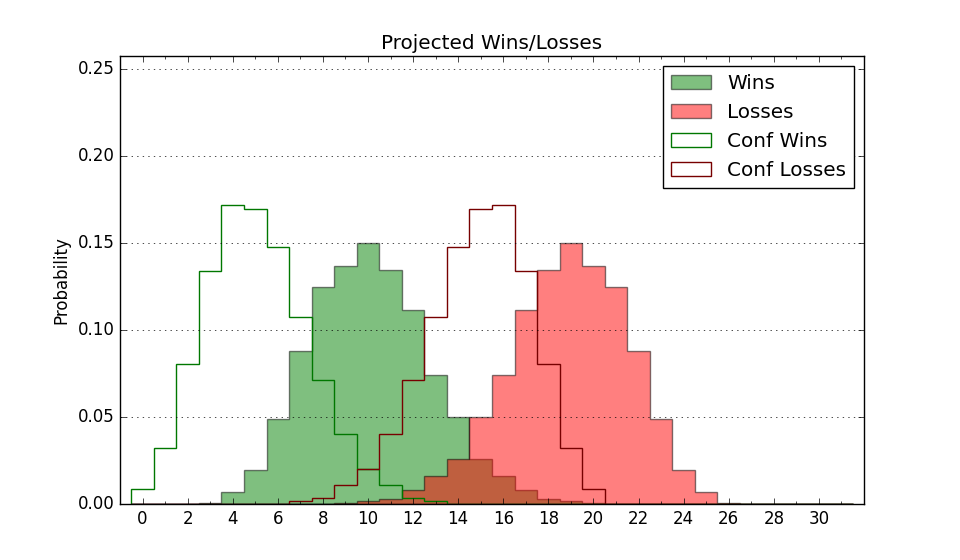 Projected Wins/Losses
0.25
0.20
0.15
0.10
0.05
0.00
Probability
Wins
Losses
Conf Wins
Conf Losses
0 2 4 6 8 10 12 14 16 18 20 22 24 26 28 30